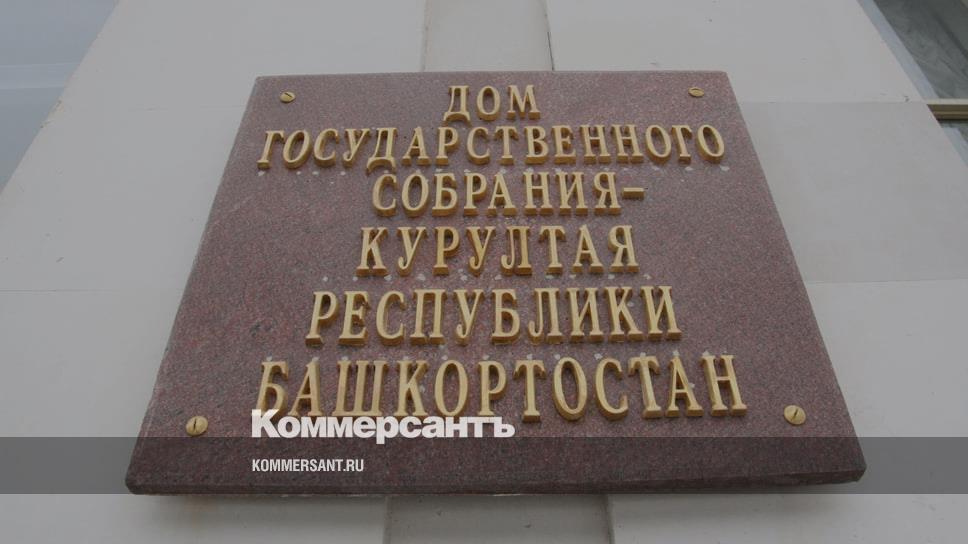 ДОМ
ГОСУДАРСТВЕННОГО
СОБРАНИЯ–
КУРУЛТАЯ
РЕСПУБЛИКИ
БАШКОРТОСТАН
Коммерсантъ
KOMMERSANT.RU